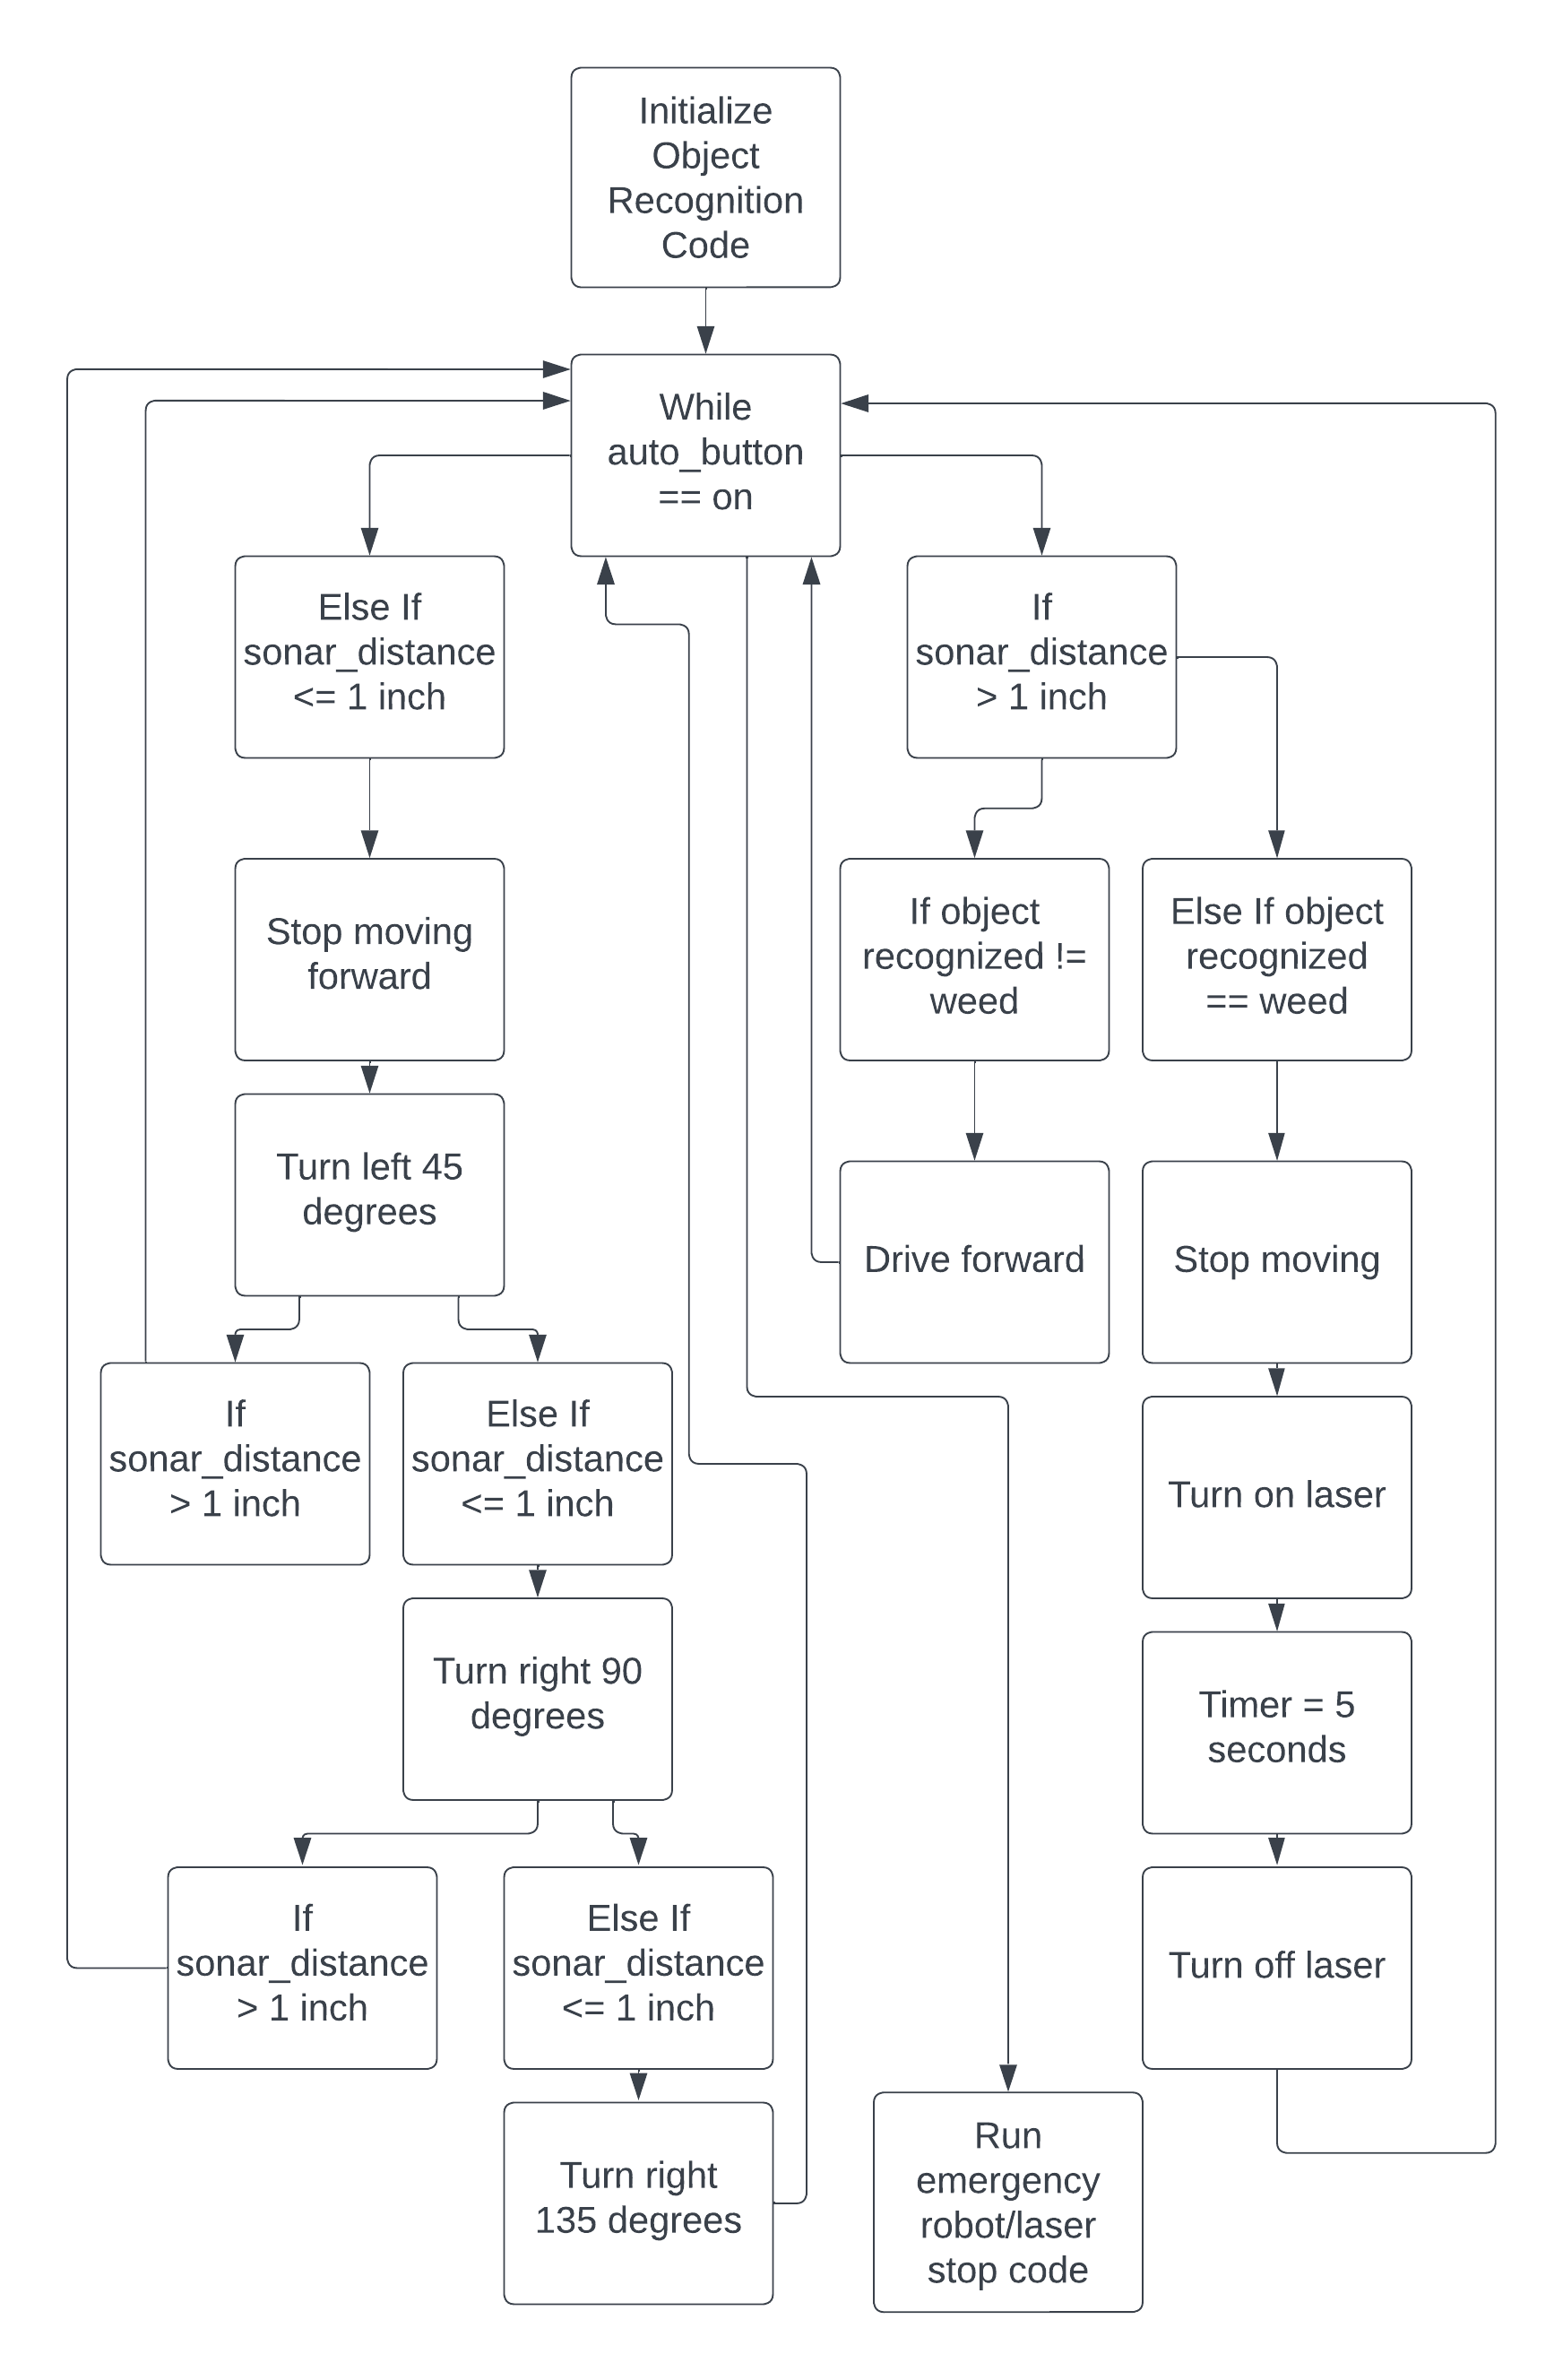 Initialize
Object
Recognition
Code
While
auto_button
== on
Else If
sonar_distance
<= 1 inch
If
sonar_distance
> 1 inch
Stop moving
forward
If object
recognized !=
weed
Else If object
recognized
== weed
Turn left 45
degrees
Drive forward
Stop moving
If
sonar_distance
> 1 inch
Else If
sonar_distance
<= 1 inch
Turn on laser
Turn right 90
degrees
Timer = 5
seconds
If
sonar_distance
> 1 inch
Else If
sonar_distance
<= 1 inch
Turn off laser
Turn right
135 degrees
Run
emergency
robot/laser
stop code